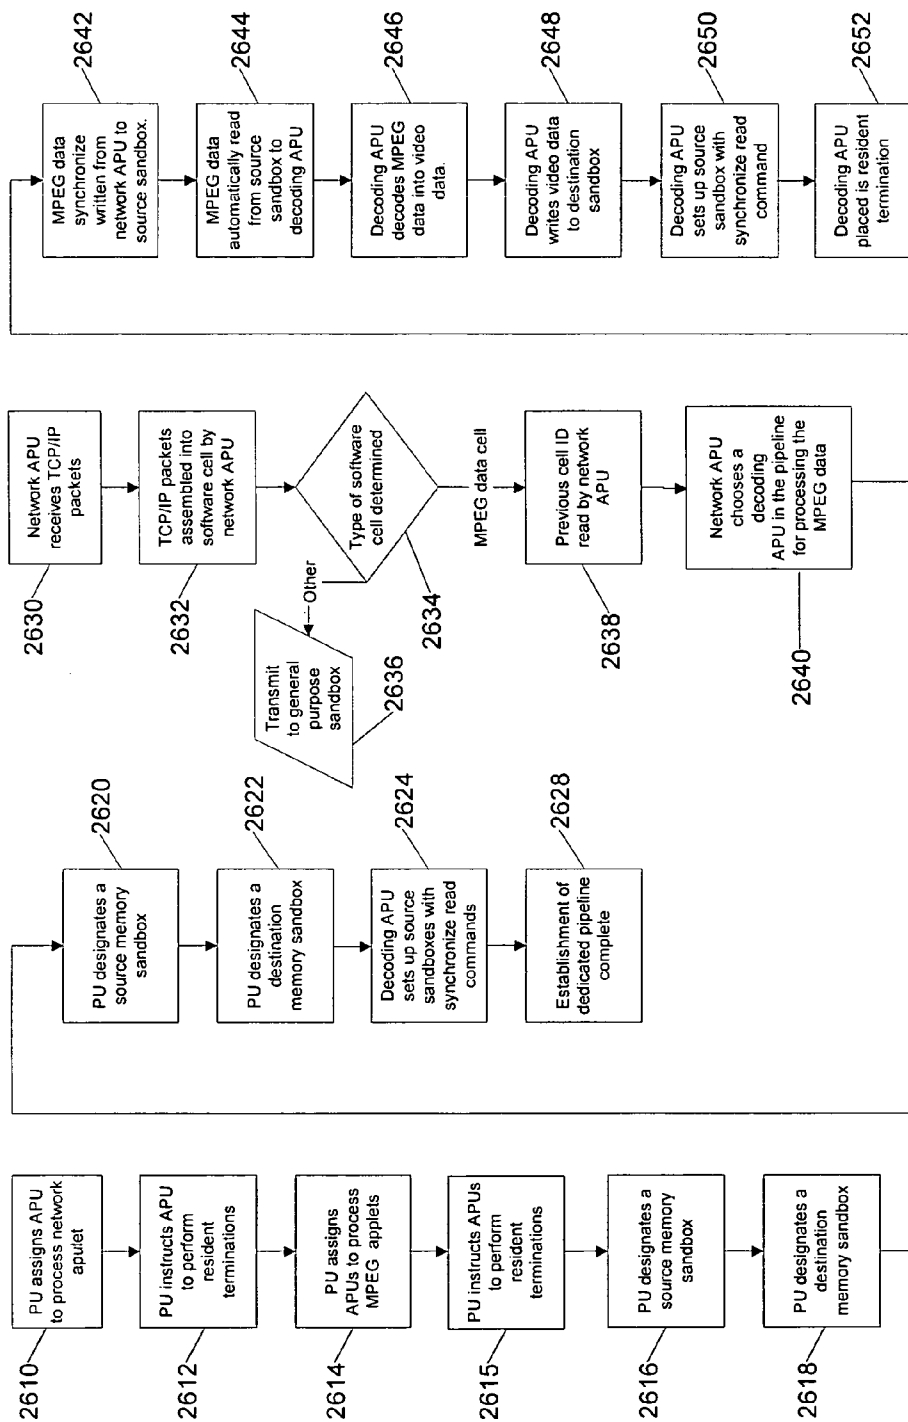 2610
PU assigns APU
to process network
apulet
2612
PU instructs APU
to perform
resident
terminations
2614
PU assigns
APUs to process
MPEG applets
2615
PU instructs APUs
to perform
resident
terminations
2616
PU designates a
source memory
sandbox
2618
PU designates a
destination
memory sandbox
2620
PU designates a
source memory
sandbox
2622
PU designates a
destination
memory sandbox
2624
Decoding APU
sets up source
sandboxes with
synchronize read
commands
2628
Establishment of
dedicated pipeline
complete
2630
Network APU
receives TCP/IP
packets
2632
TCP/IP packets
assembled into
software cell by
network APU
2634
Type of software
cell determined
Other
2636
Transmit
to general
purpose
sandbox
MPEG data cell
2638
Previous cell ID
read by network
APU
2640
Network APU
chooses a
decoding
APU in the pipeline
for processing the
MPEG data
2642
MPEG data
synchronize
written from
network APU to
source sandbox.
2644
MPEG data
automatically read
from source
sandbox to
decoding APU
2646
Decoding APU
decodes MPEG
data into video
data.
2648
Decoding APU
writes video data
to destination
sandbox
2650
Decoding APU
sets up source
sandbox with
synchronize read
command
2652
Decoding APU
placed is resident
termination